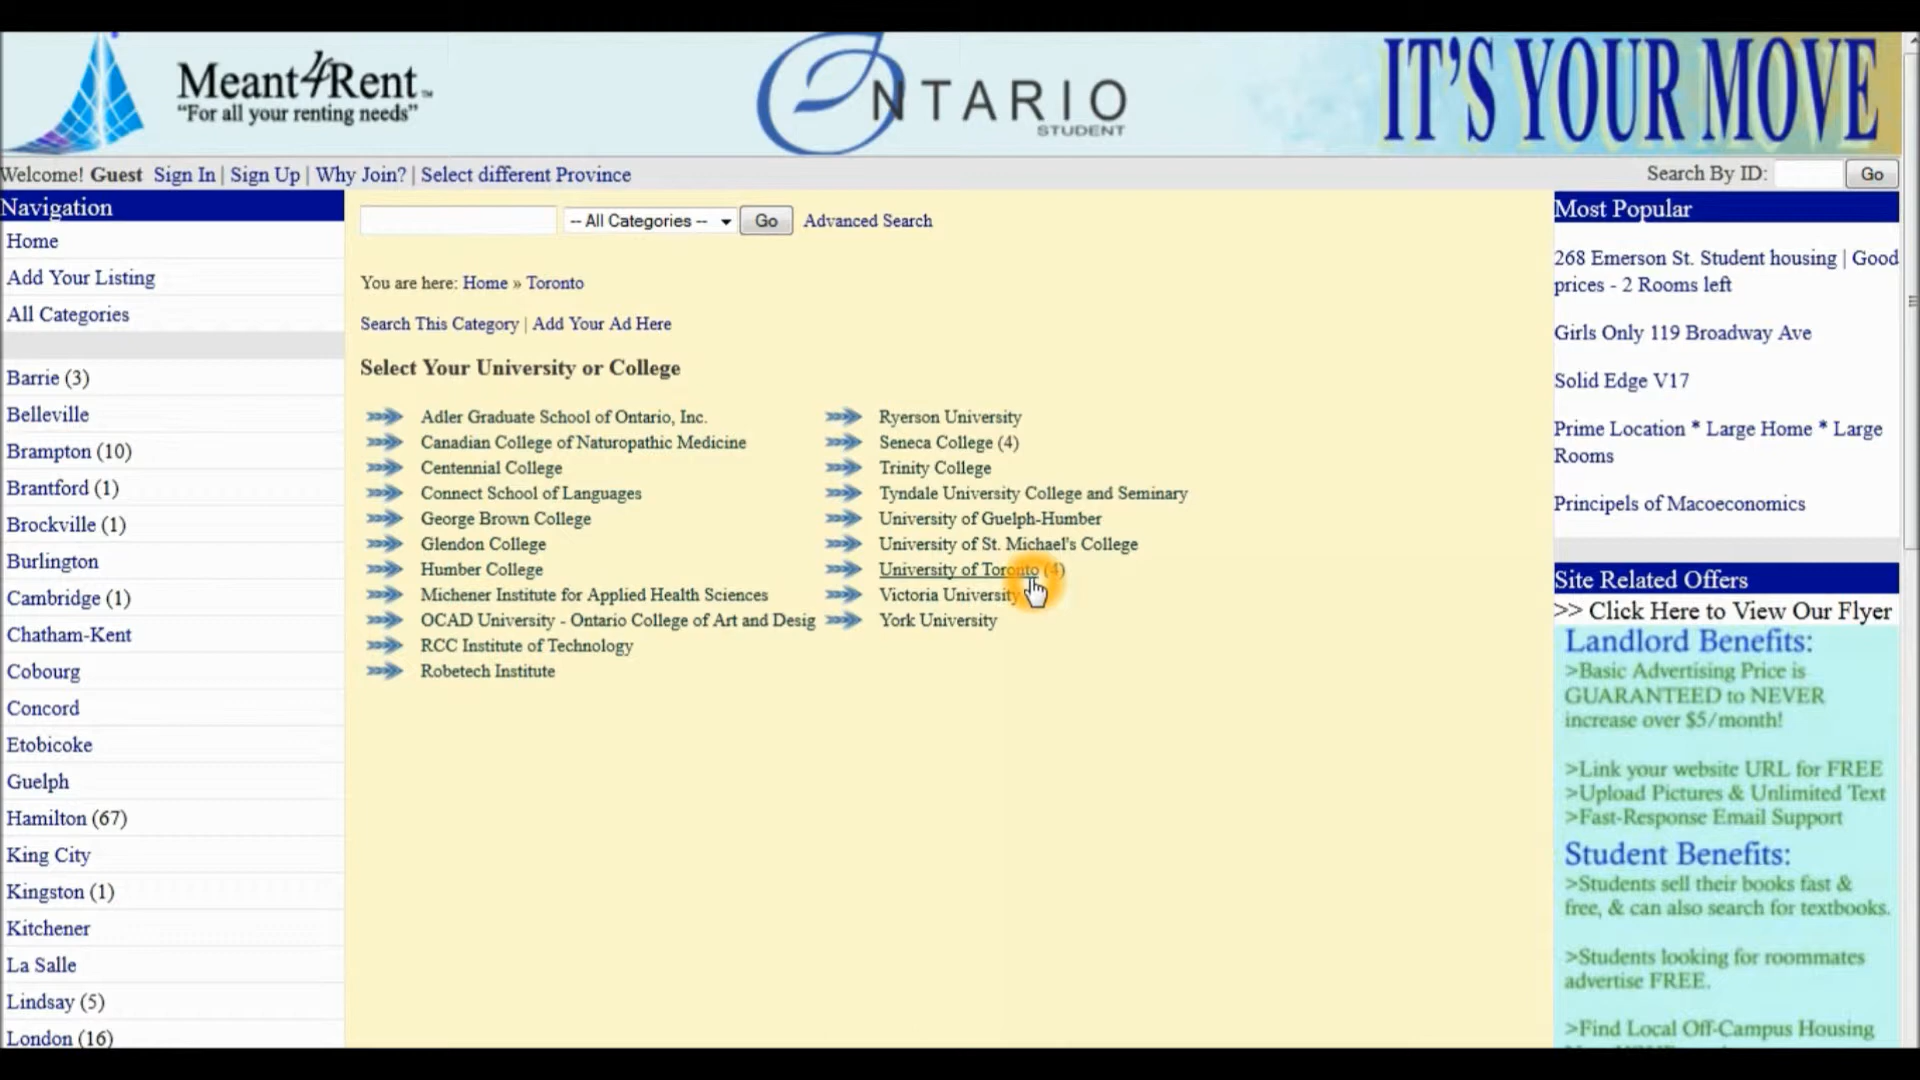 Meant4Rent™
"For all your renting needs"
ONTARIO
STUDENT
IT'S YOUR MOVE
Welcome! Guest Sign In | Sign Up | Why Join? | Select different Province
Search By ID: Go
Navigation
Home
Add Your Listing
All Categories
Barrie (3)
Belleville
Brampton (10)
Brantford (1)
Brockville (1)
Burlington
Cambridge (1)
Chatham-Kent
Cobourg
Concord
Etobicoke
Guelph
Hamilton (67)
King City
Kingston (1)
Kitchener
La Salle
Lindsay (5)
London (16)
-- All Categories -- Go Advanced Search
You are here: Home » Toronto
Search This Category | Add Your Ad Here
Select Your University or College
Adler Graduate School of Ontario, Inc.
Canadian College of Naturopathic Medicine
Centennial College
Connect School of Languages
George Brown College
Glendon College
Humber College
Michener Institute for Applied Health Sciences
OCAD University - Ontario College of Art and Desig
RCC Institute of Technology
Robetech Institute
Ryerson University
Seneca College (4)
Trinity College
Tyndale University College and Seminary
University of Guelph-Humber
University of St. Michael's College
University of Toronto (4)
Victoria University
York University
Most Popular
268 Emerson St. Student housing | Good
prices - 2 Rooms left
Girls Only 119 Broadway Ave
Solid Edge V17
Prime Location * Large Home * Large
Rooms
Principels of Macoeconomics
Site Related Offers
>> Click Here to View Our Flyer
Landlord Benefits:
>Basic Advertising Price is
GUARANTEED to NEVER
increase over $5/month!
>Link your website URL for FREE
>Upload Pictures & Unlimited Text
>Fast-Response Email Support
Student Benefits:
>Students sell their books fast &
free, & can also search for textbooks.
>Students looking for roommates
advertise FREE.
>Find Local Off-Campus Housing